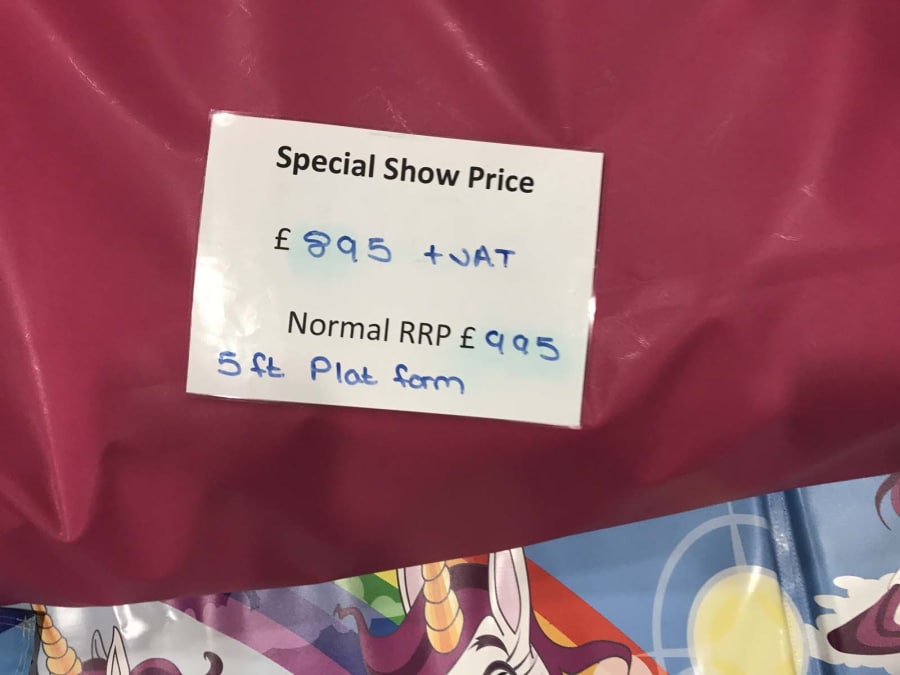 Special Show Price
£ 895 + VAT
Normal RRP £ 995
5ft Plat form